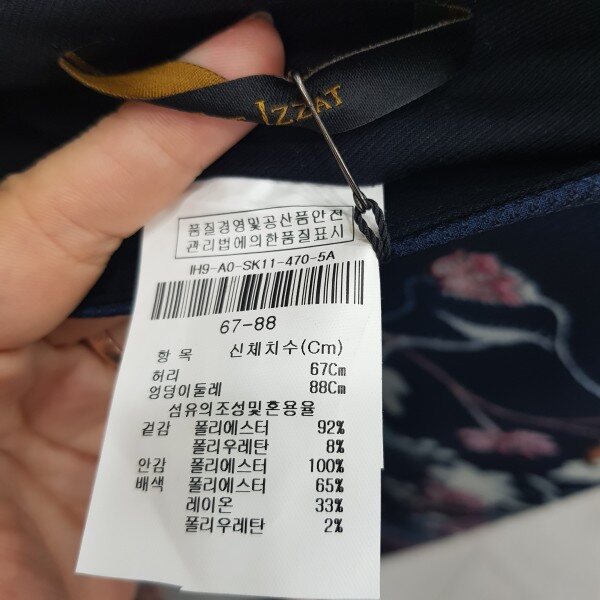 IZZAT
품질경영및공산품안전
관리법에의한품질표시
IH9-A0-SK11-470-5A
67-88
항 목 신체치수(Cm)
허리 67Cm
엉덩이둘레 88Cm
섬유의조성및혼용율
겉감 폴리에스터 92%
폴리우레탄 8%
안감 폴리에스터 100%
배색 폴리에스터 65%
레이온 33%
폴리우레탄 2%